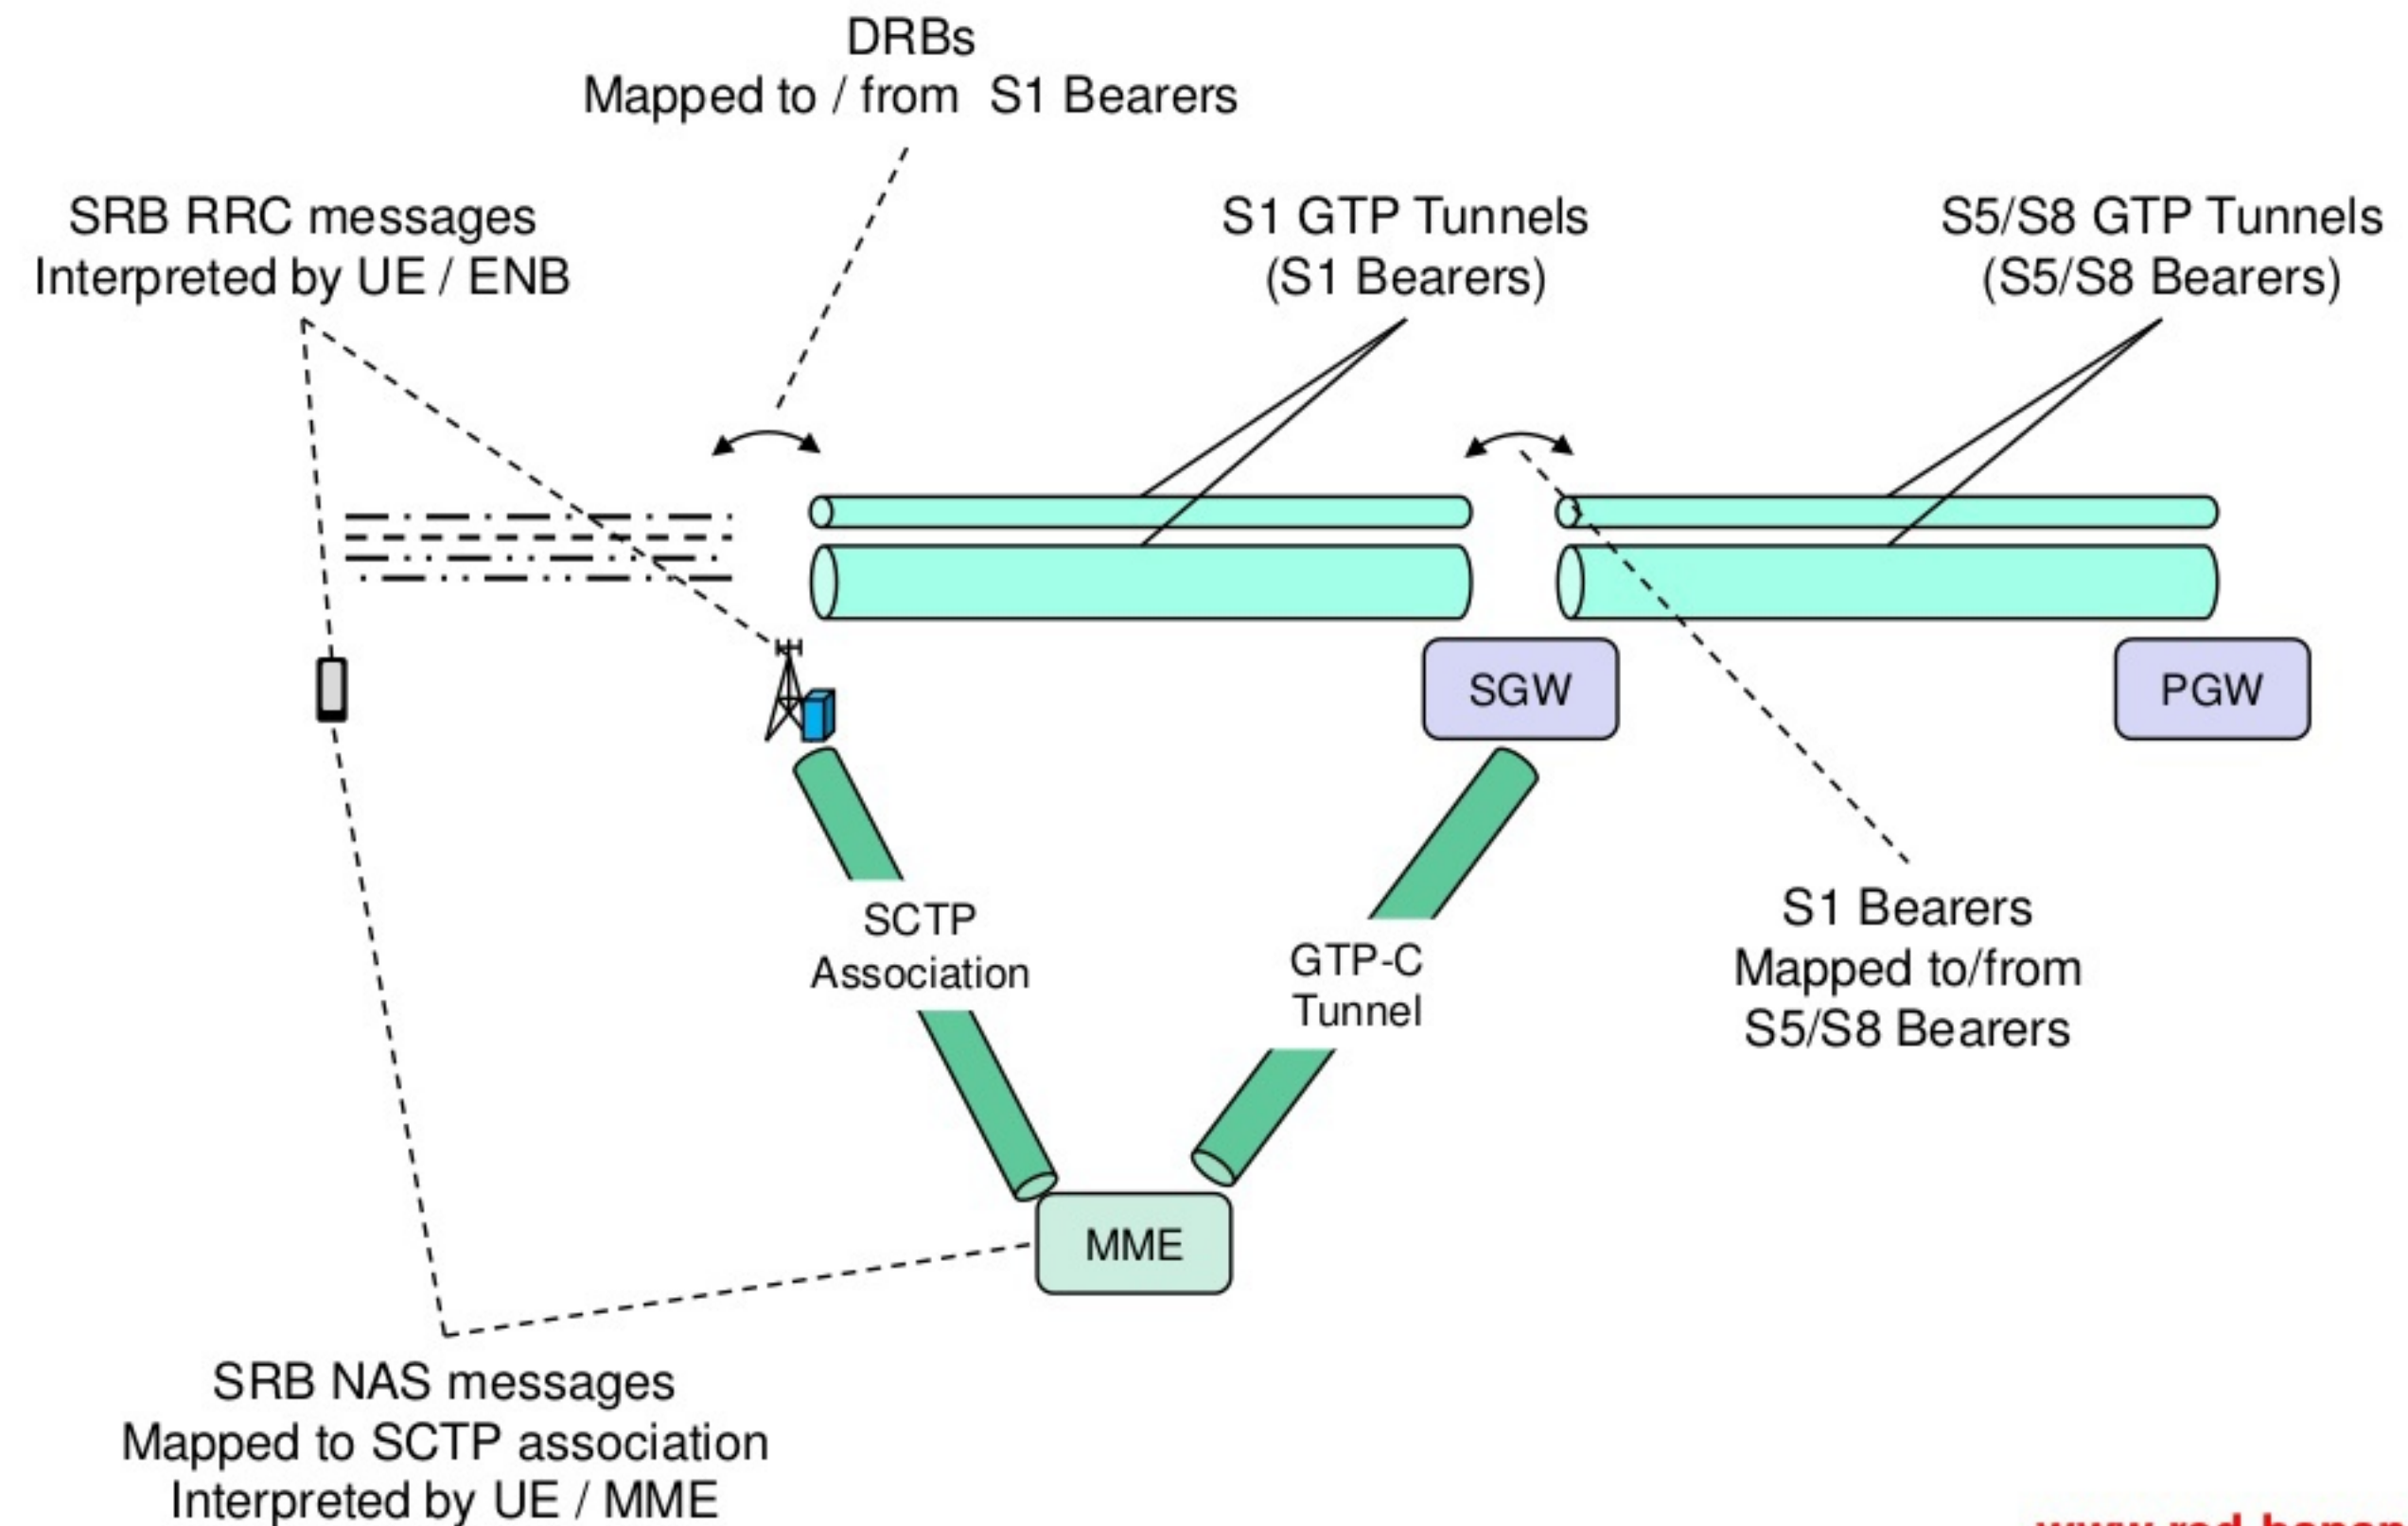 DRBs
Mapped to / from S1 Bearers
SRB RRC messages
Interpreted by UE / ENB
S1 GTP Tunnels
(S1 Bearers)
S5/S8 GTP Tunnels
(S5/S8 Bearers)
SGW
PGW
SCTP
Association
GTP-C
Tunnel
S1 Bearers
Mapped to/from
S5/S8 Bearers
MME
SRB NAS messages
Mapped to SCTP association
Interpreted by UE / MME